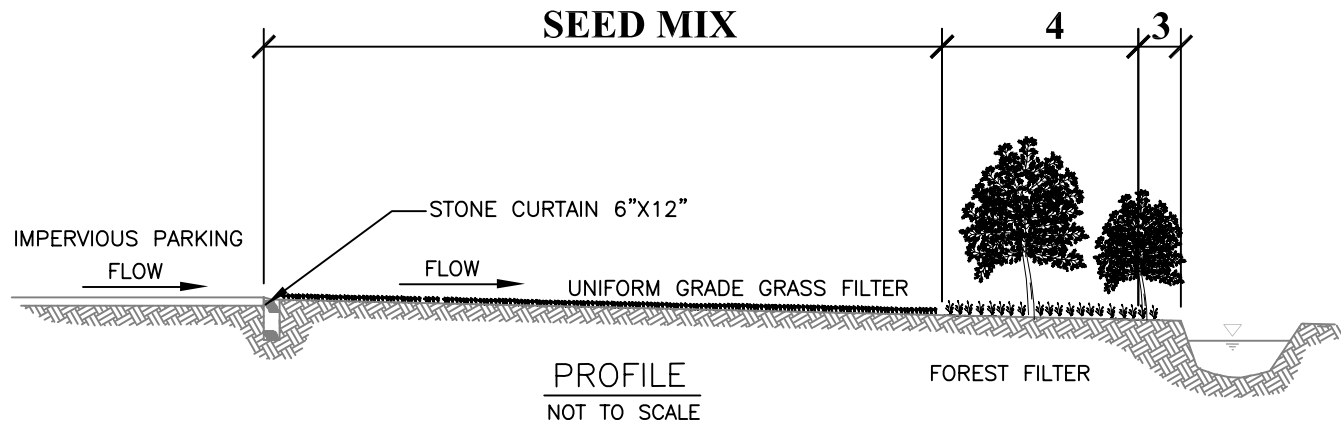 SEED MIX
4
3
STONE CURTAIN 6"X12"
IMPERVIOUS PARKING
FLOW
FLOW
UNIFORM GRADE GRASS FILTER
FOREST FILTER
PROFILE
NOT TO SCALE